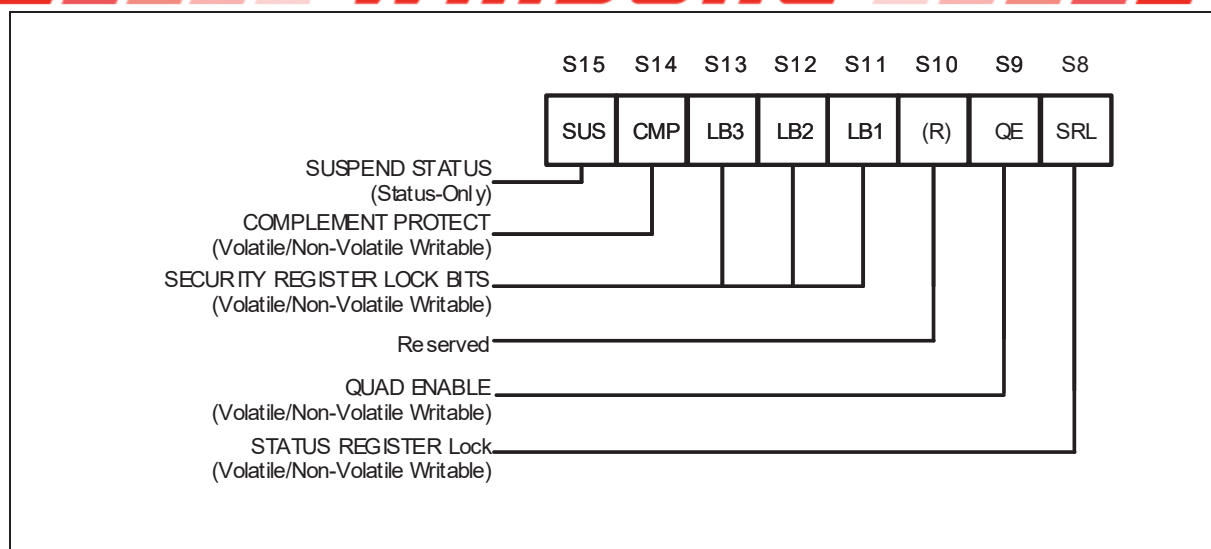 S15 S14 S13 S12 S11 S10 S9 S8
SUS CMP LB3 LB2 LB1 (R) QE SRL
SUSPEND STATUS
(Status-Only)
COMPLEMENT PROTECT
(Volatile/Non-Volatile Writable)
SECURITY REGISTER LOCK BITS
(Volatile/Non-Volatile Writable)
Reserved
QUAD ENABLE
(Volatile/Non-Volatile Writable)
STATUS REGISTER Lock
(Volatile/Non-Volatile Writable)